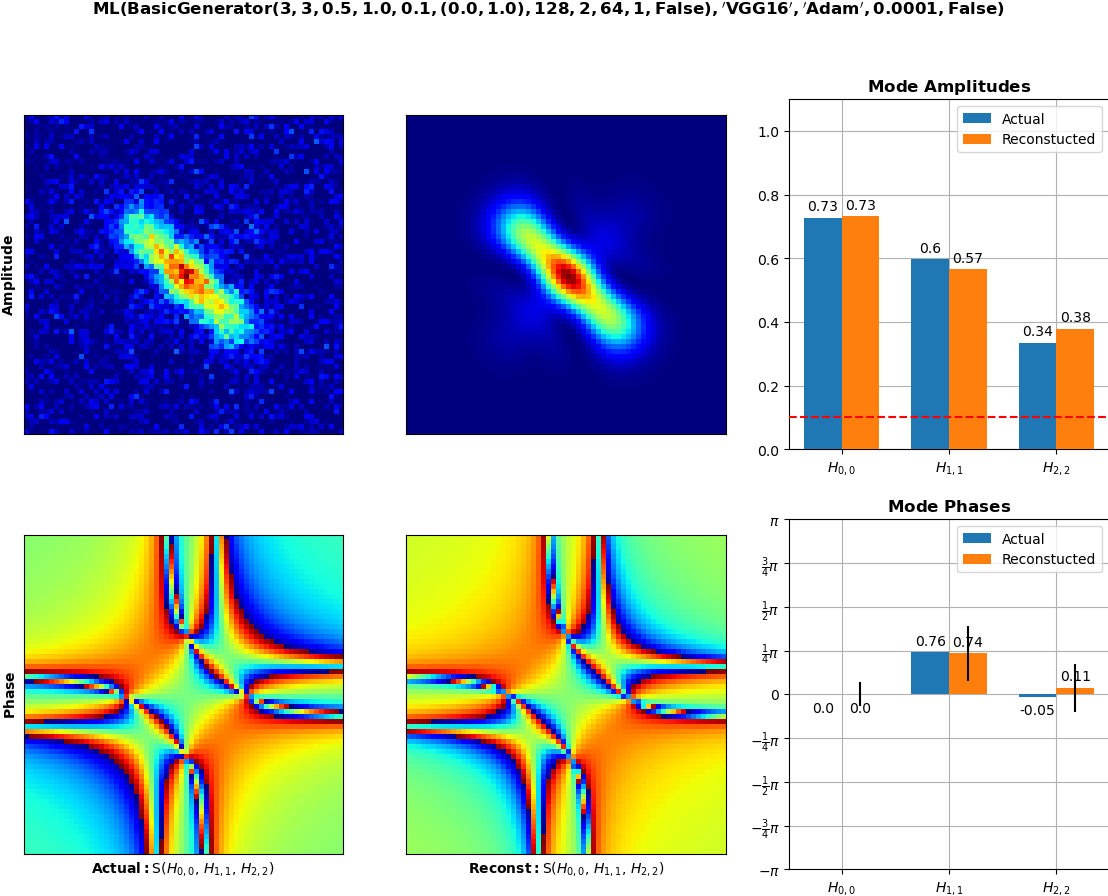 ML(BasicGenerator(3, 3, 0.5, 1.0, 0.1, (0.0, 1.0), 128, 2, 64, 1, False), ′VGG16′, ′Adam′, 0.0001, False)
Amplitude
Mode Amplitudes
Actual
Reconstucted
1.0
0.8
0.6
0.4
0.2
0.0
0.73
0.73
0.6
0.57
0.34
0.38
H0,0
H1,1
H2,2
Phase
Actual: S(H0,0, H1,1, H2,2)
Reconst: S(H0,0, H1,1, H2,2)
Mode Phases
Actual
Reconstucted
π
3/4π
1/2π
1/4π
0
−1/4π
−1/2π
−3/4π
−π
0.0
0.0
0.76
0.74
-0.05
0.11
H0,0
H1,1
H2,2